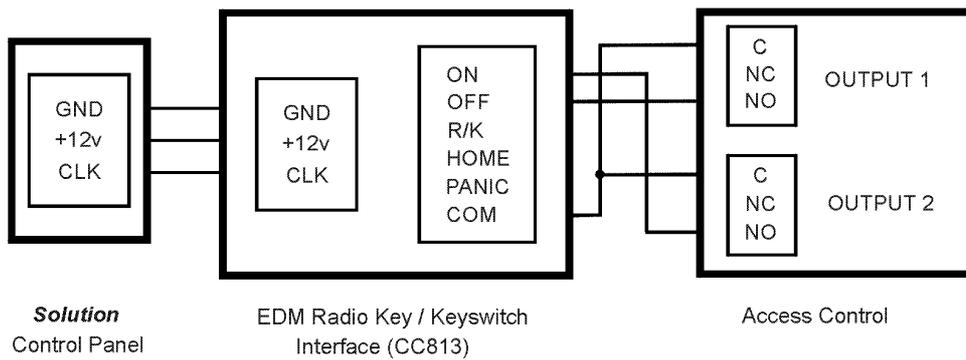 GND
+12v
CLK
GND
+12v
CLK
ON
OFF
R/K
HOME
PANIC
COM
C
NC
NO
OUTPUT 1
C
NC
NO
OUTPUT 2
Solution
Control Panel
EDM Radio Key / Keyswitch
Interface (CC813)
Access Control